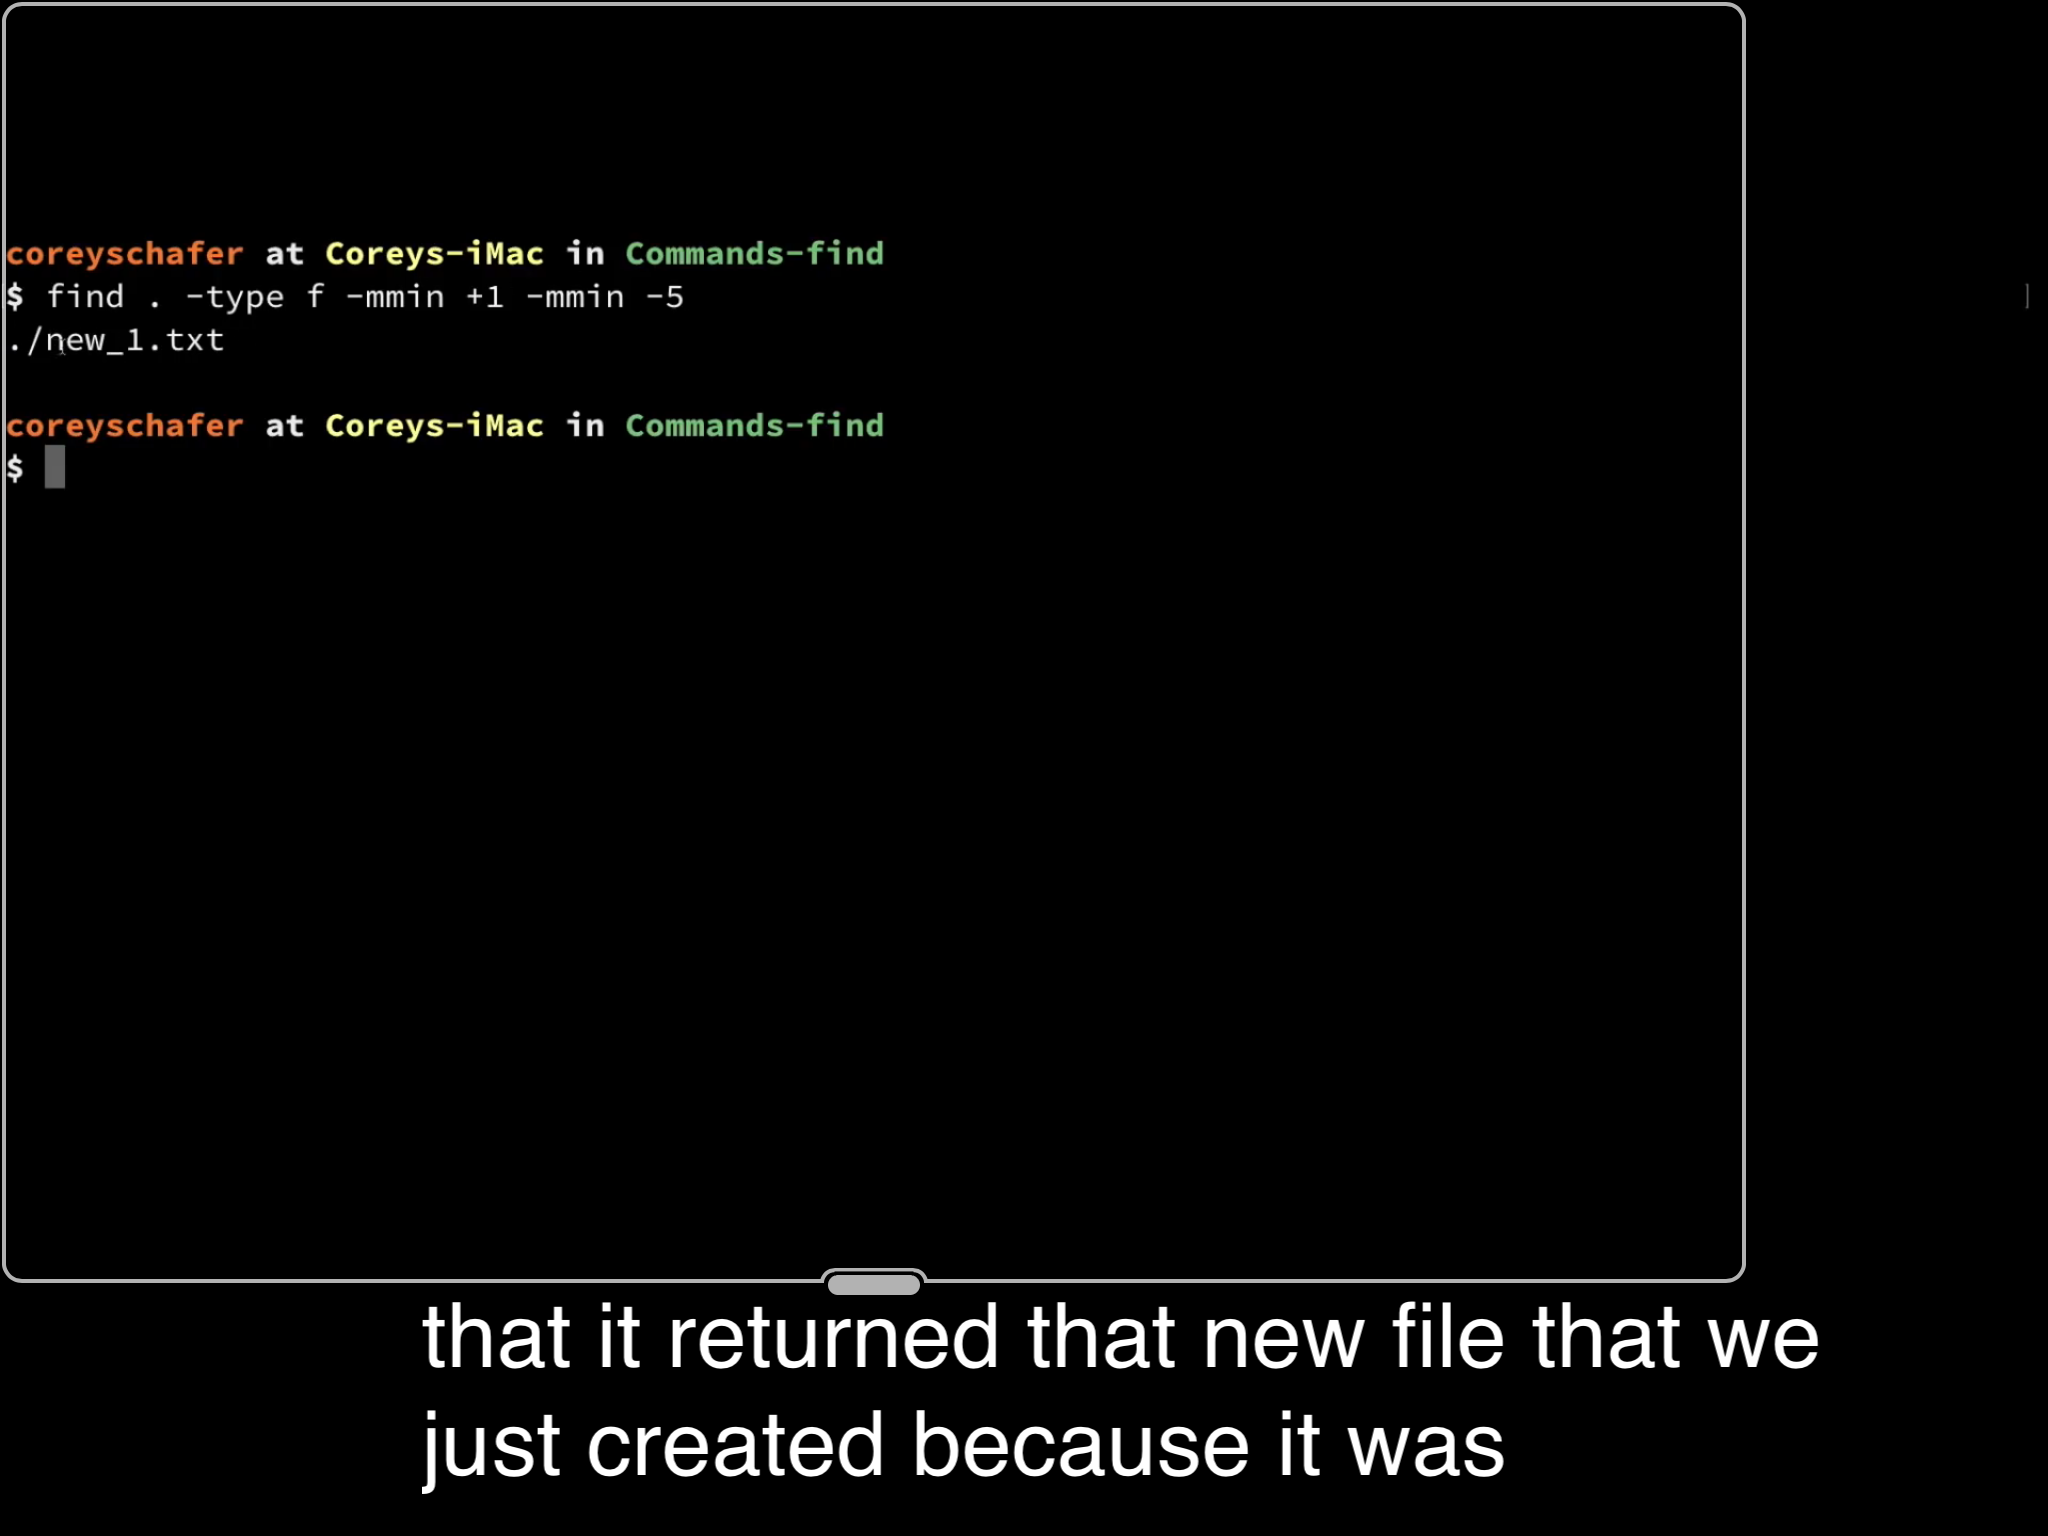 coreyschafer at Coreys-iMac in Commands-find
$ find . -type f -mmin +1 -mmin -5
./new_1.txt
coreyschafer at Coreys-iMac in Commands-find
$
that it returned that new file that we
just created because it was